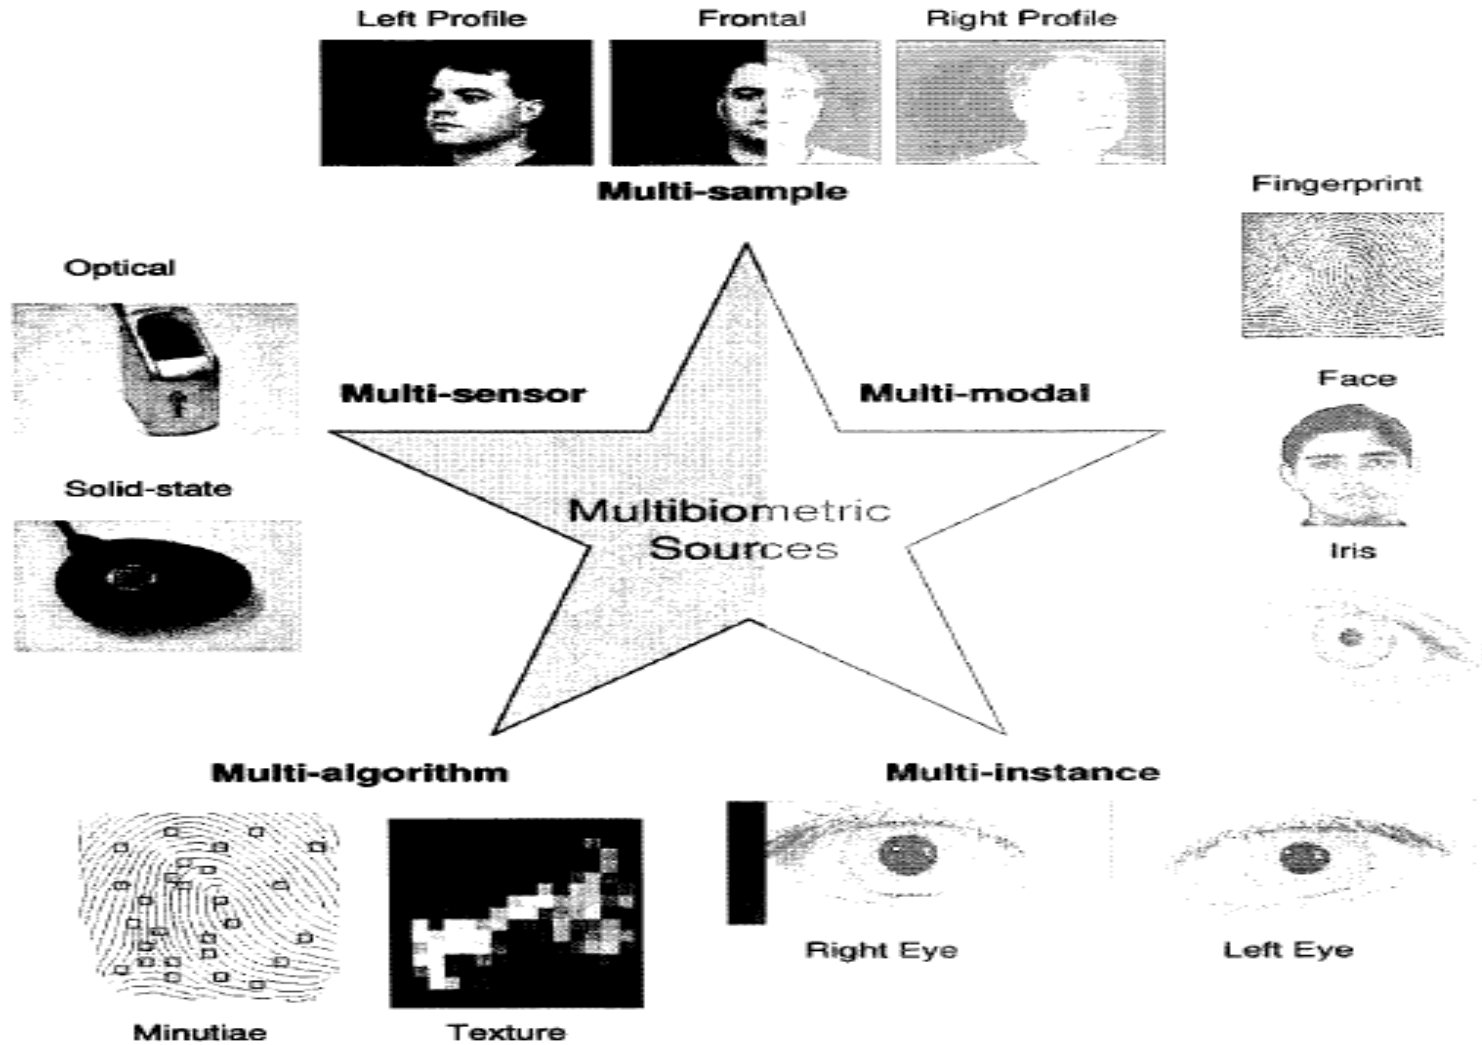 Left Profile
Frontal
Right Profile
Multi-sample
Fingerprint
Optical
Face
Multi-sensor
Multi-modal
Solid-state
Multibiometric
Sources
Iris
Multi-algorithm
Multi-instance
Right Eye
Left Eye
Minutiae
Texture